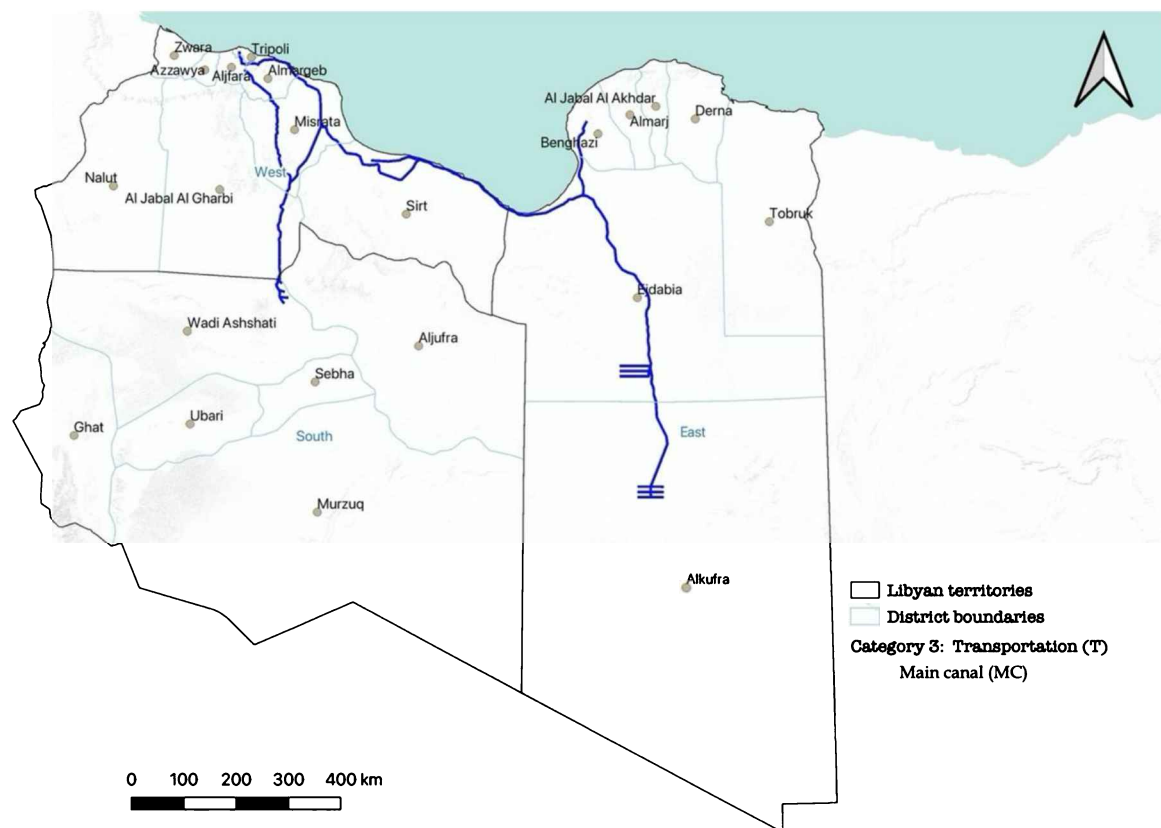 Zwara
Tripoli
Azzawya
Aljfara
Almargeb
Misrata
West
Nalut
Al Jabal Al Gharbi
Sirt
Al Jabal Al Akhdar
Almarj
Derna
Benghazi
Tobruk
Ejdabia
Wadi Ashshati
Aljufra
Sebha
Ubari
Ghat
South
East
Murzuq
Alkufra
Libyan territories
District boundaries
Category 3: Transportation (T)
Main canal (MC)
0 100 200 300 400 km